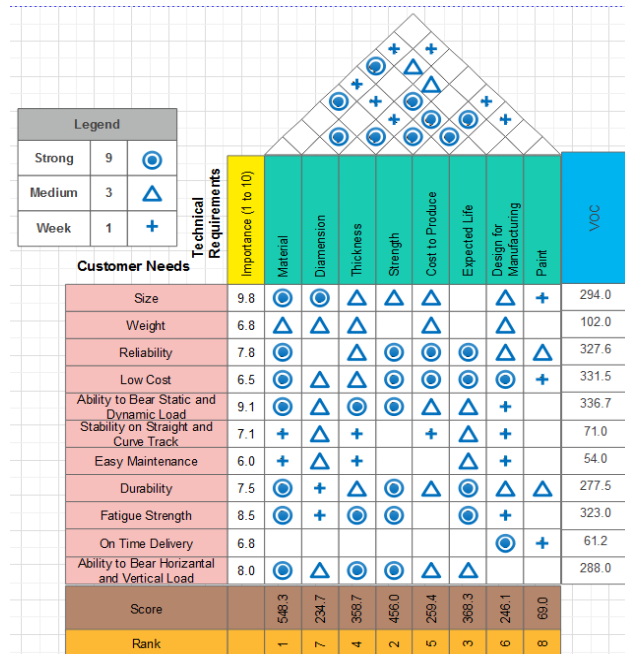 Legend
Strong 9
Medium 3
Week 1
Technical
Requirements
Customer Needs
Importance (1 to 10)
Material
Diamension
Thickness
Strength
Cost to Produce
Expected Life
Design for
Manufacturing
Paint
VOC
Size 9.8 294.0
Weight 6.8 102.0
Reliability 7.8 327.6
Low Cost 6.5 331.5
Ability to Bear Static and
Dynamic Load 9.1 336.7
Stability on Straight and
Curve Track 7.1 71.0
Easy Maintenance 6.0 54.0
Durability 7.5 277.5
Fatigue Strength 8.5 323.0
On Time Delivery 6.8 61.2
Ability to Bear Horizantal
and Vertical Load 8.0 288.0
Score 548.3 234.7 358.7 456.0 259.4 368.3 246.1 69.0
Rank 1 7 4 2 5 3 6 8